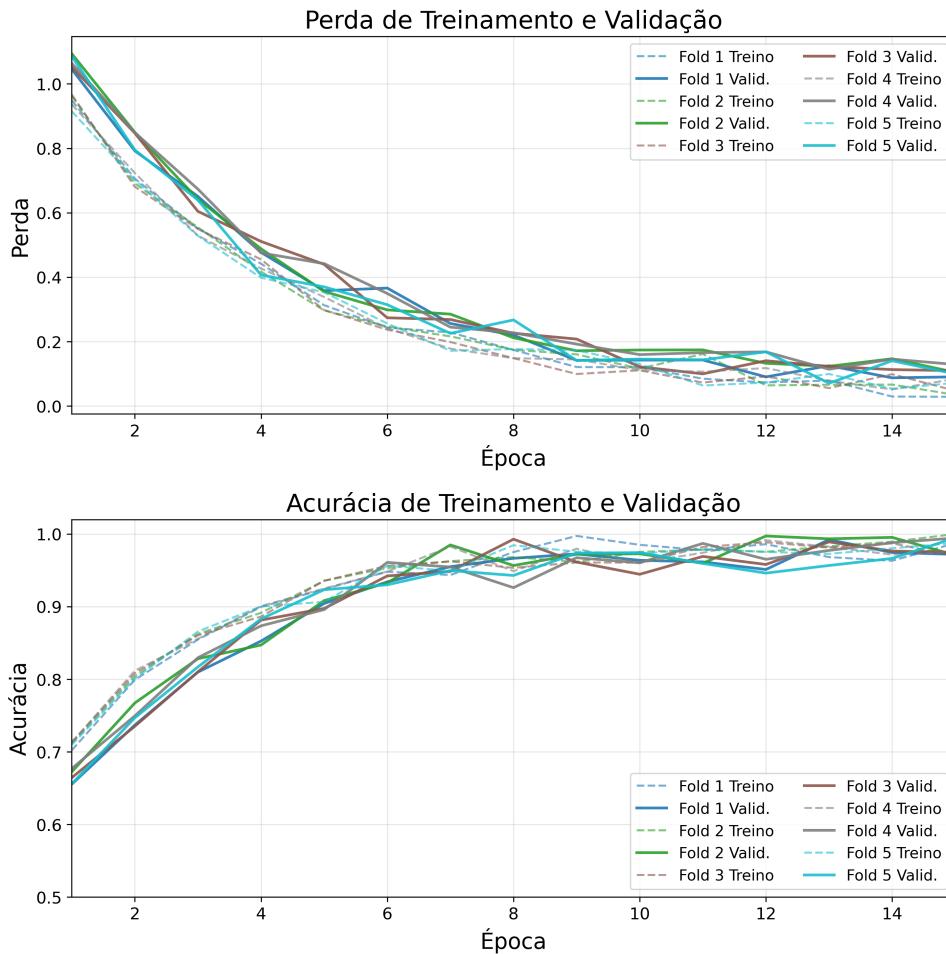 Perda de Treinamento e Validação
Perda
1.0
0.8
0.6
0.4
0.2
0.0
Fold 1 Treino
Fold 1 Valid.
Fold 2 Treino
Fold 2 Valid.
Fold 3 Treino
Fold 3 Valid.
Fold 4 Treino
Fold 4 Valid.
Fold 5 Treino
Fold 5 Valid.
2 4 6 8 10 12 14
Época
Acurácia de Treinamento e Validação
Acurácia
1.0
0.9
0.8
0.7
0.6
0.5
Fold 1 Treino
Fold 1 Valid.
Fold 2 Treino
Fold 2 Valid.
Fold 3 Treino
Fold 3 Valid.
Fold 4 Treino
Fold 4 Valid.
Fold 5 Treino
Fold 5 Valid.
2 4 6 8 10 12 14
Época